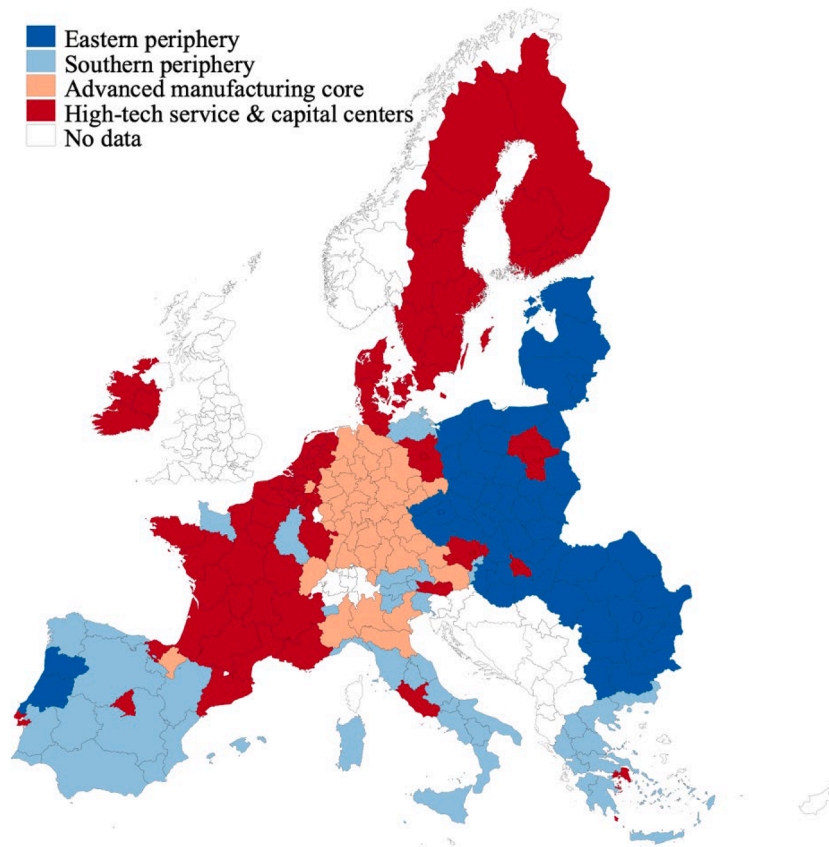 Eastern periphery
Southern periphery
Advanced manufacturing core
High-tech service & capital centers
No data